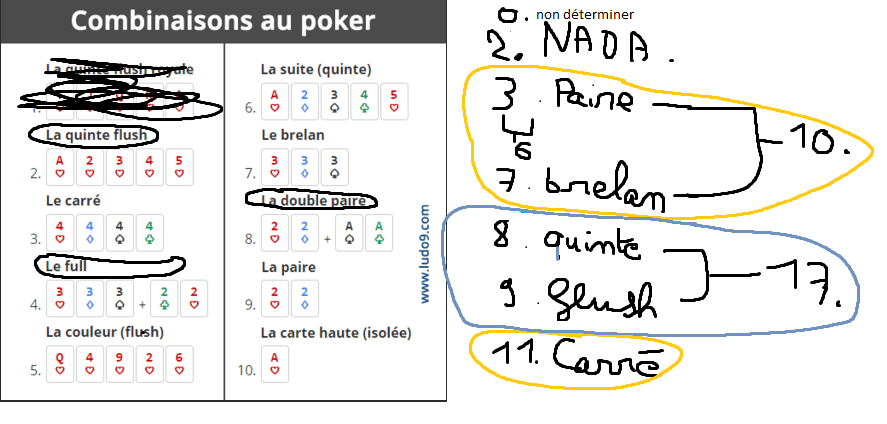 Combinaisons au poker
La quinte flush royale
1.
La quinte flush
2. A 2 3 4 5
Le carré
3. 4 4 4 4
Le full
4. 3 3 3 + 2 2
La couleur (flush)
5. Q 4 9 2 6
La suite (quinte)
6. A 2 3 4 5
Le brelan
7. 3 3 3
La double paire
8. 2 2 + A A
La paire
9. 2 2
La carte haute (isolée)
10. A
www.ludo9.com
0. non déterminer
2. NADA.
3. Paire
10.
6
7. brelan
8. quinte
17.
9. flush
11. Carré